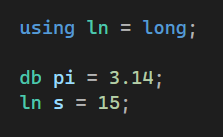 using ln = long;
db pi = 3.14;
ln s = 15;